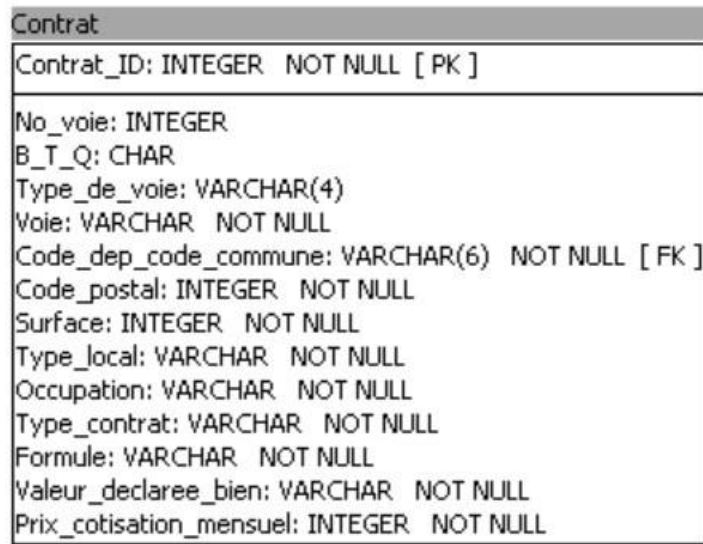 Contrat
Contrat_ID: INTEGER NOT NULL [ PK ]
No_voie: INTEGER
B_T_Q: CHAR
Type_de_voie: VARCHAR(4)
Voie: VARCHAR NOT NULL
Code_dep_code_commune: VARCHAR(6) NOT NULL [ FK ]
Code_postal: INTEGER NOT NULL
Surface: INTEGER NOT NULL
Type_local: VARCHAR NOT NULL
Occupation: VARCHAR NOT NULL
Type_contrat: VARCHAR NOT NULL
Formule: VARCHAR NOT NULL
Valeur_declaree_bien: VARCHAR NOT NULL
Prix_cotisation_mensuel: INTEGER NOT NULL